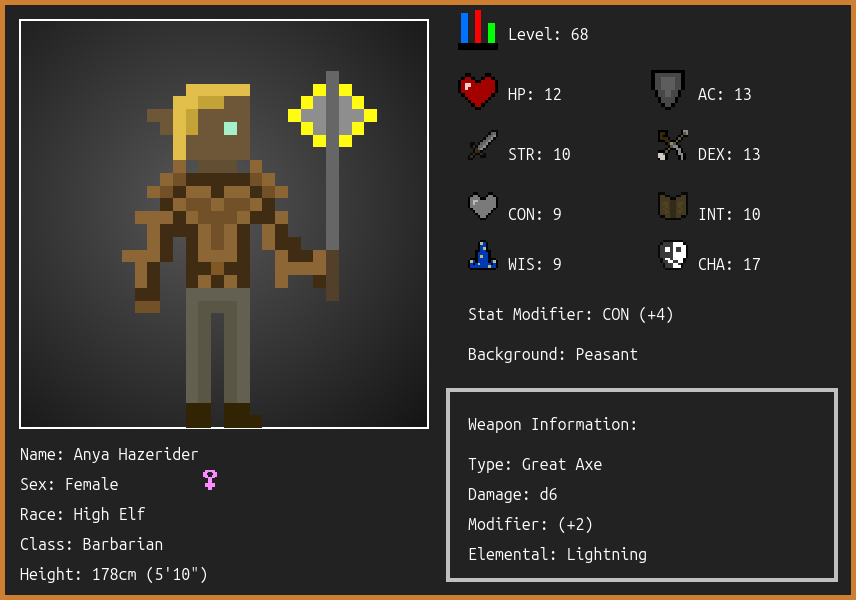 Level: 68
HP: 12
AC: 13
STR: 10
DEX: 13
CON: 9
INT: 10
WIS: 9
CHA: 17
Stat Modifier: CON (+4)
Background: Peasant
Weapon Information:
Type: Great Axe
Damage: d6
Modifier: (+2)
Elemental: Lightning
Name: Anya Hazerider
Sex: Female
Race: High Elf
Class: Barbarian
Height: 178cm (5'10")